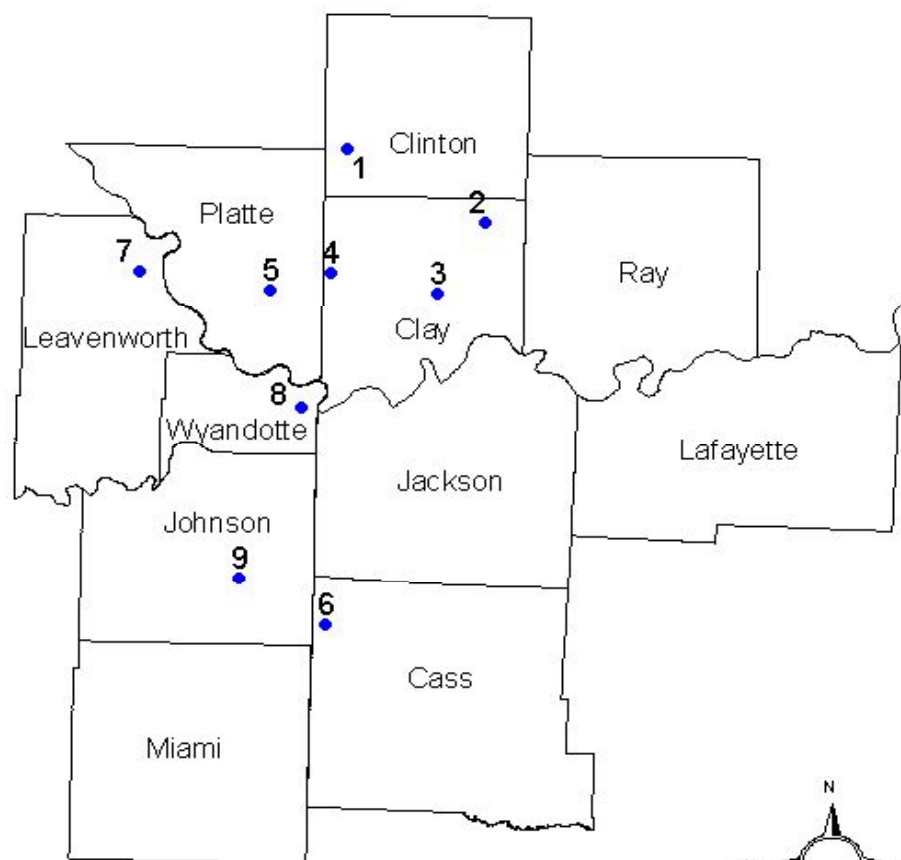 Clinton
1
Platte
2
7
5
4
3
Ray
Leavenworth
Clay
8
Wyandotte
Lafayette
Jackson
Johnson
9
6
Cass
Miami
N